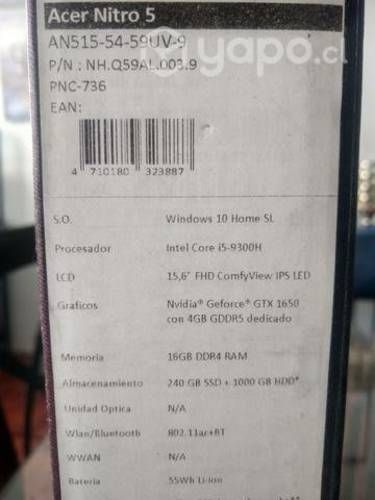 Acer Nitro 5
AN515-54-59UV-9
yapo.cl
P/N : NH.Q59AL.003.9
PNC-736
EAN:
4 710180 323887
S.O. Windows 10 Home SL
Procesador Intel Core i5-9300H
LCD 15,6" FHD ComfyView IPS LED
Graficos Nvidia® Geforce® GTX 1650
con 4GB GDDR5 dedicado
Memoria 16GB DDR4 RAM
Almacenamiento 240 GB SSD + 1000 GB HDD*
Unidad Optica N/A
Wlan/Bluetooth 802.11ac+BT
WWAN N/A
Bateria 55Wh Li-ion